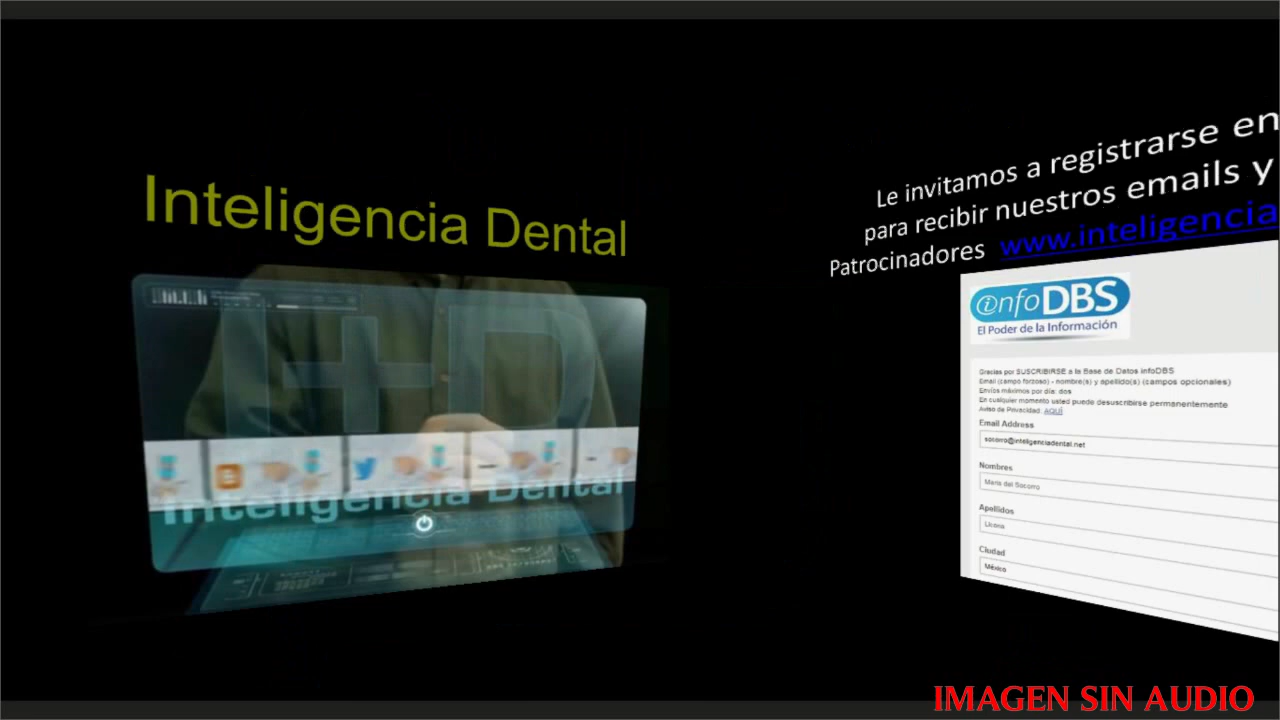 Inteligencia Dental
I+D
Inteligencia Dental
Le invitamos a registrarse en
para recibir nuestros emails y
Patrocinadores www.inteligencia
infoDBS
El Poder de la Información
Gracias por SUSCRIBIRSE a la Base de Datos infoDBS
Email (campo forzoso) - nombre(s) y apellido(s) (campos opcionales)
Envíos máximos por día: dos
En cualquier momento usted puede desuscribirse permanentemente
Aviso de Privacidad. AQUÍ
Email Address
socorro@inteligenciadental.net
Nombres
María del Socorro
Apellidos
Licona
Ciudad
México
IMAGEN SIN AUDIO